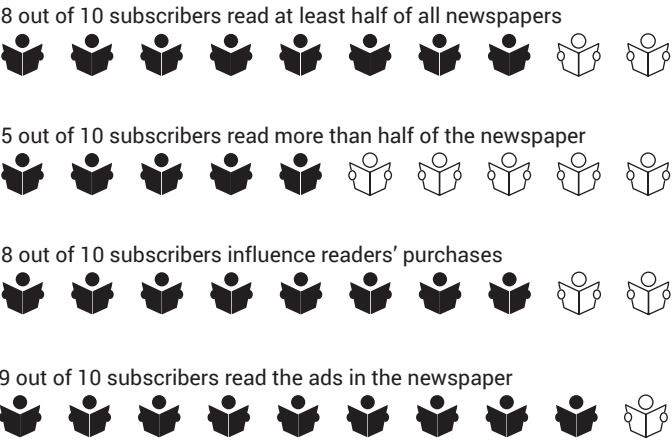 8 out of 10 subscribers read at least half of all newspapers
5 out of 10 subscribers read more than half of the newspaper
8 out of 10 subscribers influence readers’ purchases
9 out of 10 subscribers read the ads in the newspaper